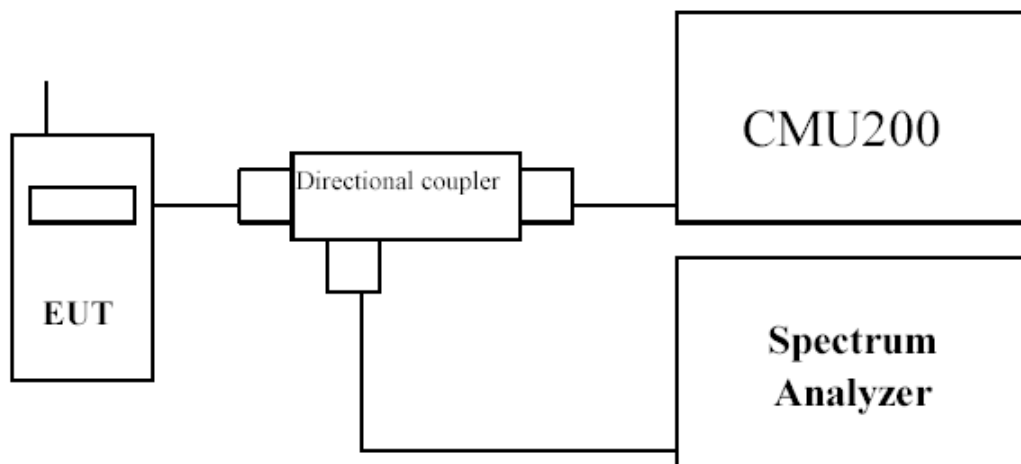 CMU200
Directional coupler
EUT
Spectrum
Analyzer